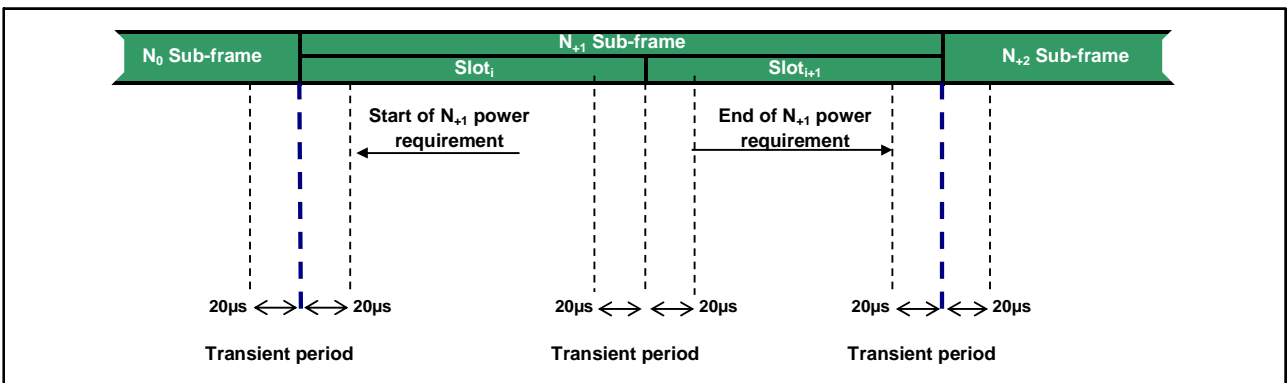 N0 Sub-frame
N+1 Sub-frame
N+2 Sub-frame
Sloti
Sloti+1
Start of N+1 power
requirement
End of N+1 power
requirement
20µs
20µs
20µs
20µs
20µs
20µs
Transient period
Transient period
Transient period